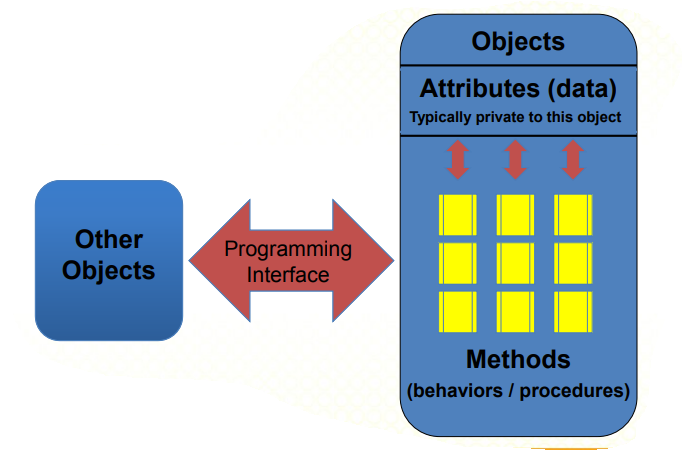 Objects
Attributes (data)
Typically private to this object
Other
Objects
Programming
Interface
Methods
(behaviors / procedures)